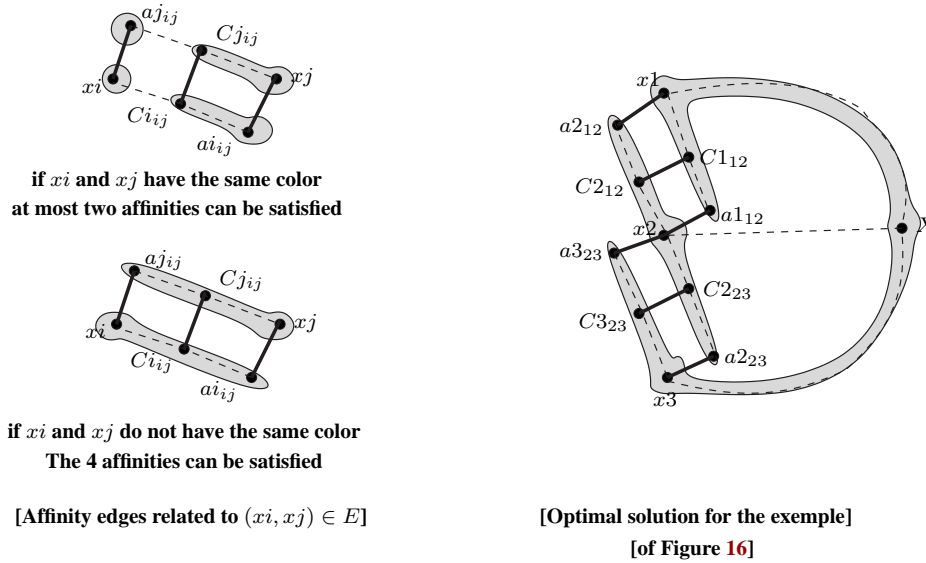 aj_{ij}
Cj_{ij}
xj
xi
Ci_{ij}
ai_{ij}
if xi and xj have the same color
at most two affinities can be satisfied
aj_{ij}
Cj_{ij}
xj
xi
Ci_{ij}
ai_{ij}
if xi and xj do not have the same color
The 4 affinities can be satisfied
[Affinity edges related to (xi, xj) ∈ E]
x1
a2_{12}
C1_{12}
C2_{12}
a1_{12}
x2
a3_{23}
C2_{23}
C3_{23}
a2_{23}
x3
[Optimal solution for the exemple]
[of Figure 16]